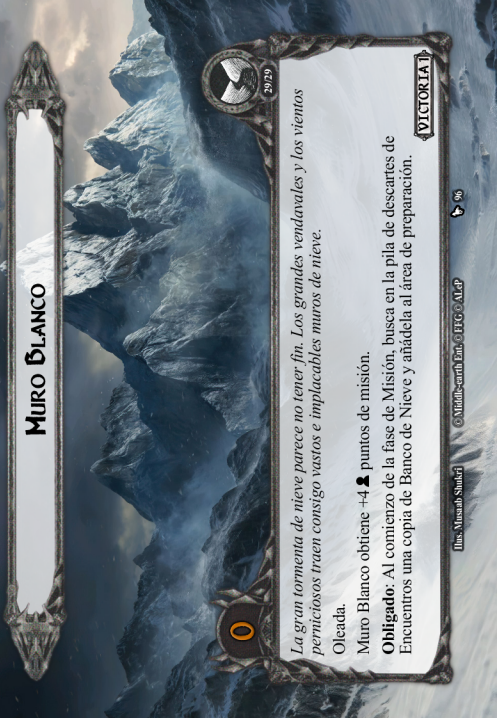 MURO BLANCO
29/29
0
La gran tormenta de nieve parece no tener fin. Los grandes vendavales y los vientos
perniciosos traen consigo vastos e implacables muros de nieve.
Oleada.
Muro Blanco obtiene +4 puntos de misión.
Obligado: Al comienzo de la fase de Misión, busca en la pila de descartes de
Encuentros una copia de Banco de Nieve y añádela al área de preparación.
VICTORIA 1
Ilus. Musaab Shukri ©Middle-earth Ent. ©FFG ©ALeP 96